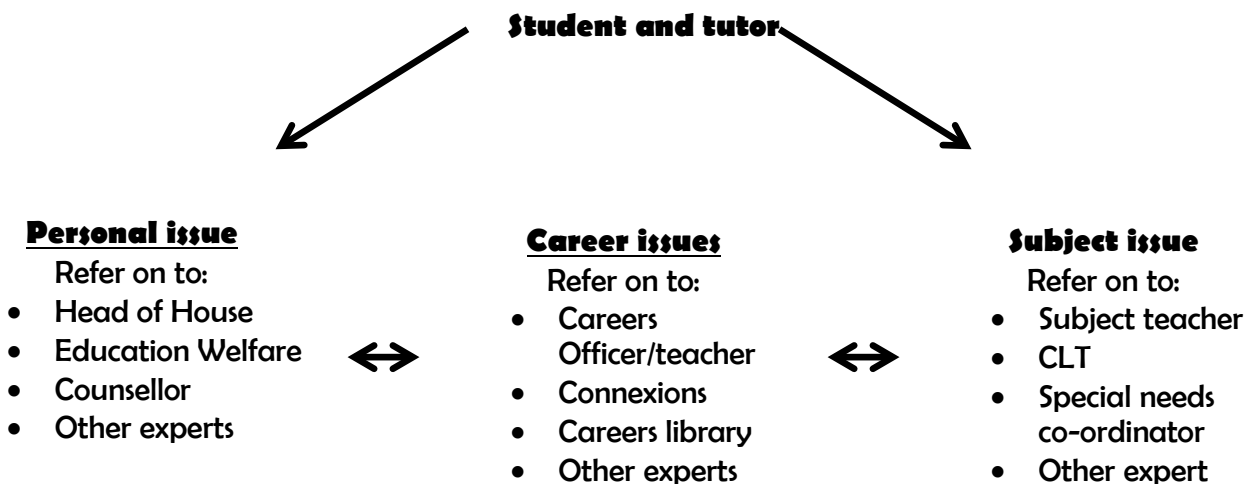 Student and tutor
Personal issue
Refer on to:
• Head of House
• Education Welfare
• Counsellor
• Other experts
Career issues
Refer on to:
• Careers
Officer/teacher
• Connexions
• Careers library
• Other experts
Subject issue
Refer on to:
• Subject teacher
• CLT
• Special needs
co-ordinator
• Other expert